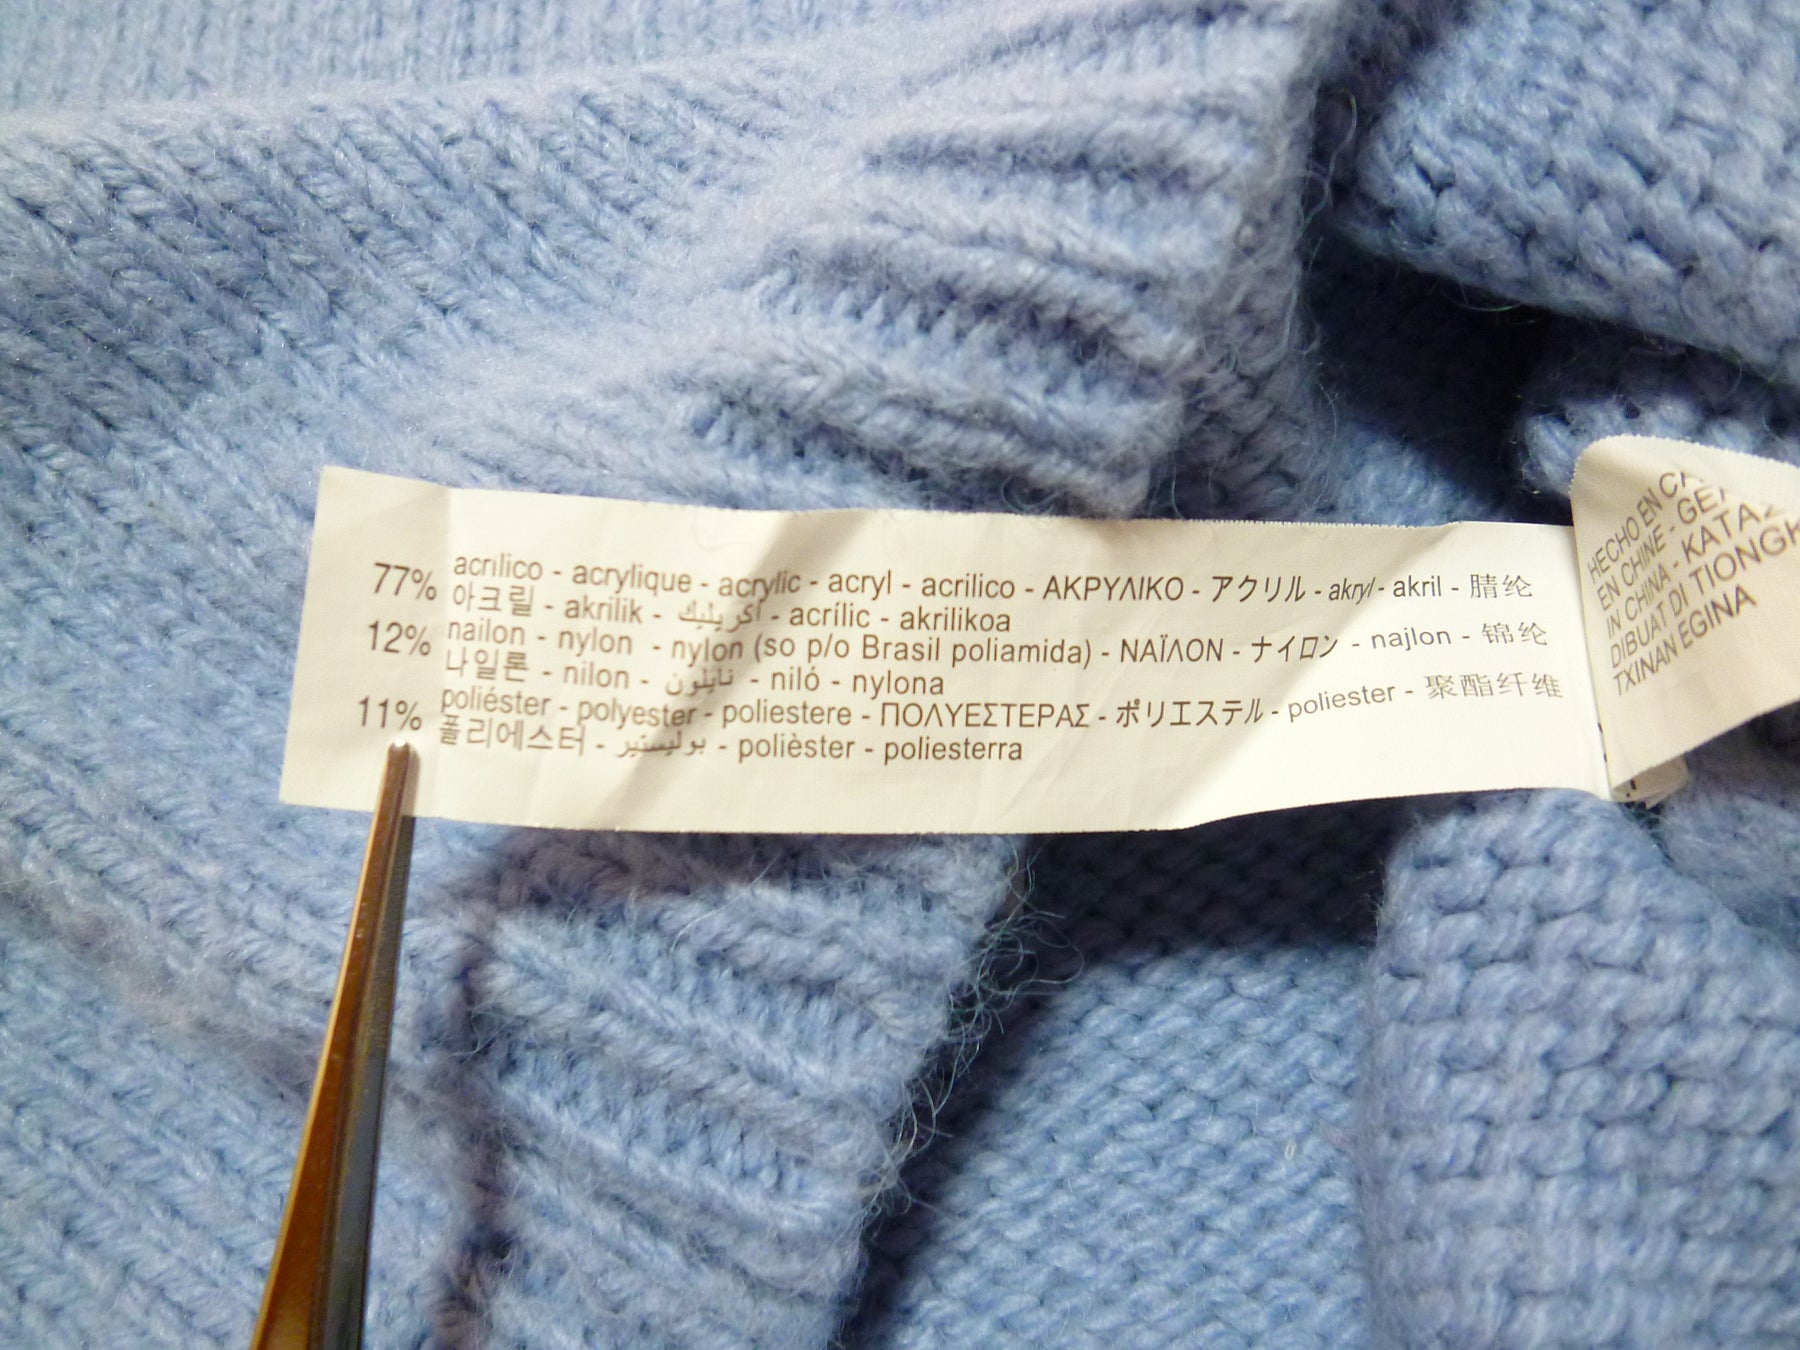 77% acrílico - acrylique - acrylic - acryl - acrilico - ΑΚΡΥΛΙΚΟ - アクリル - akryl - akril - 腈纶
아크릴 - akrilik - أكريليك - acrílic - akrilikoa
12% nailon - nylon - nylon (so p/o Brasil poliamida) - ΝΑΪΛΟΝ - ナイロン - najlon - 锦纶
나일론 - nilon - نايلون - niló - nylona
11% poliéster - polyester - poliestere - ΠΟΛΥΕΣΤΕΡΑΣ - ポリエステル - poliester - 聚酯纤维
폴리에스터 - بوليستير - polièster - poliesterra
HECHO EN
EN CHINE -
IN CHINA - KATA
DIBUAT DI
TXINAN EGINA